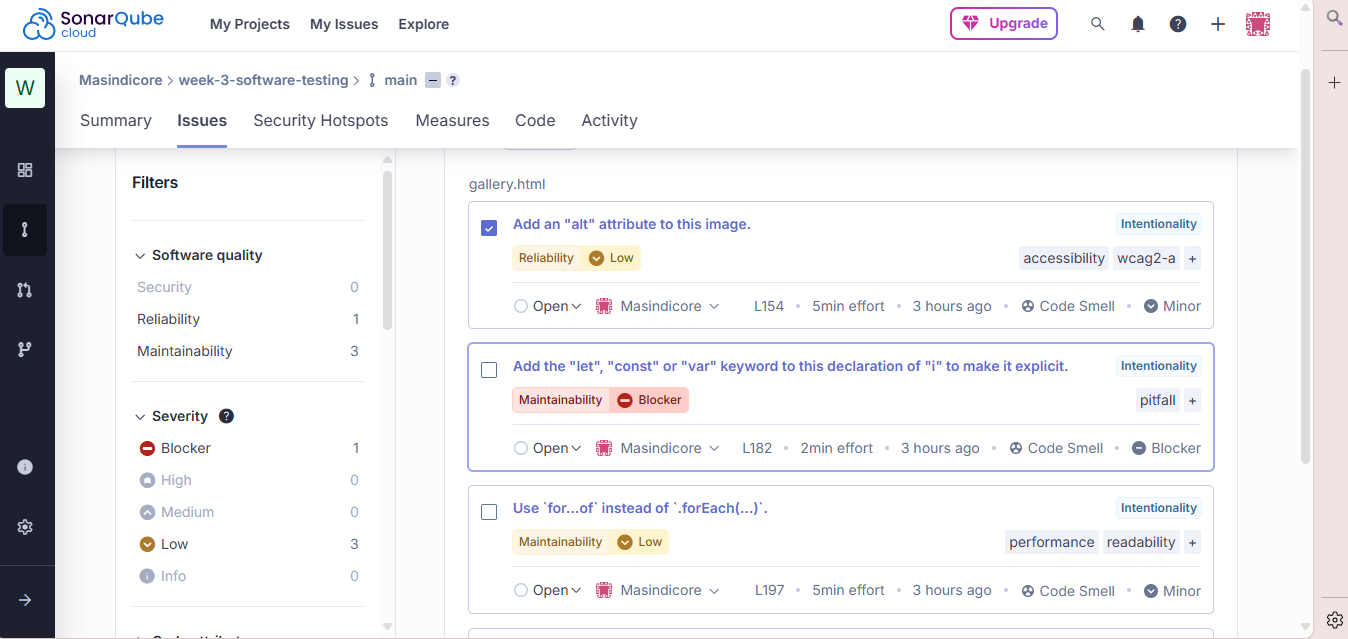 SonarQube cloud
My Projects My Issues Explore
Upgrade
W
Masindicore > week-3-software-testing > main
Summary Issues Security Hotspots Measures Code Activity
Filters
Software quality
Security 0
Reliability 1
Maintainability 3
Severity ?
Blocker 1
High 0
Medium 0
Low 3
Info 0
gallery.html
Add an "alt" attribute to this image. Intentionality
Reliability Low accessibility wcag2-a +
Open Masindicore L154 • 5min effort • 3 hours ago • Code Smell • Minor
Add the "let", "const" or "var" keyword to this declaration of "i" to make it explicit. Intentionality
Maintainability Blocker pitfall +
Open Masindicore L182 • 2min effort • 3 hours ago • Code Smell • Blocker
Use `for...of` instead of `.forEach(...)`. Intentionality
Maintainability Low performance readability +
Open Masindicore L197 • 5min effort • 3 hours ago • Code Smell • Minor